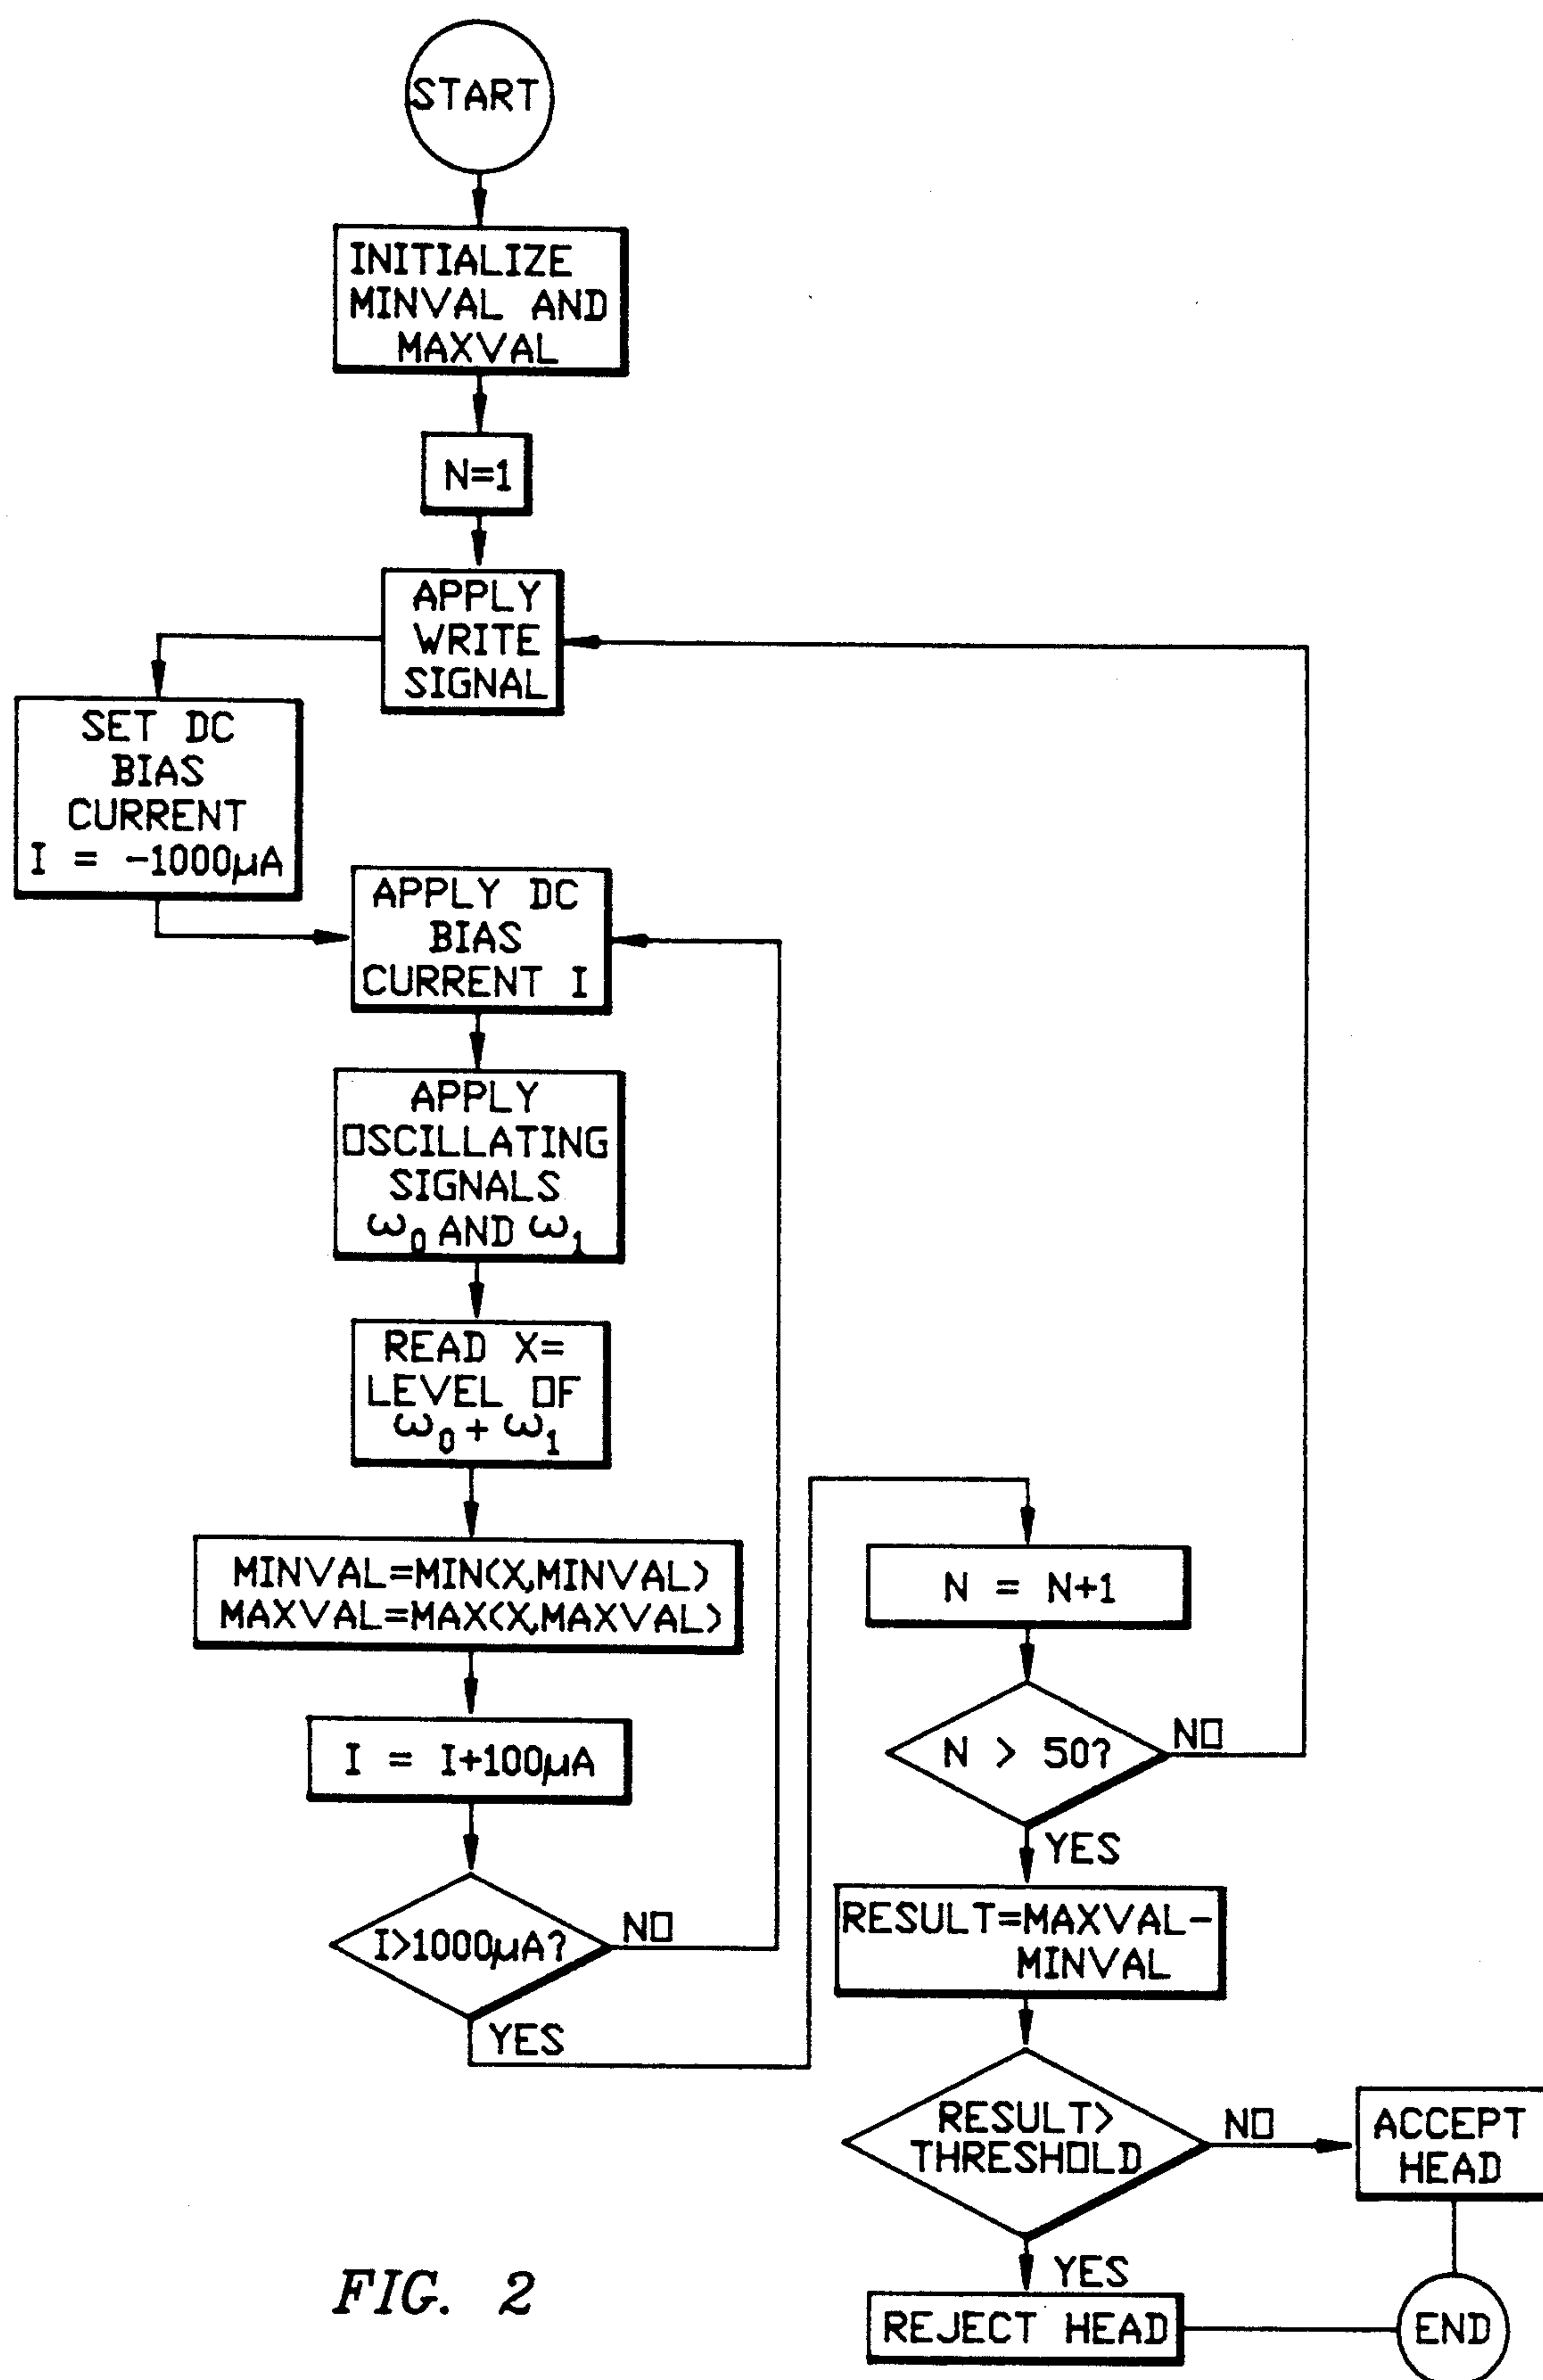 START
INITIALIZE
MINVAL AND
MAXVAL
N=1
APPLY
WRITE
SIGNAL
SET DC
BIAS
CURRENT
I = -1000μA
APPLY DC
BIAS
CURRENT I
APPLY
OSCILLATING
SIGNALS
ω₀ AND ω₁
READ X=
LEVEL OF
ω₀ + ω₁
MINVAL=MIN(X,MINVAL)
MAXVAL=MAX(X,MAXVAL)
I = I+100μA
I>1000μA?
NO
YES
N = N+1
N > 50?
NO
YES
RESULT=MAXVAL-
MINVAL
RESULT>
THRESHOLD
NO
ACCEPT
HEAD
YES
REJECT HEAD
END
FIG. 2